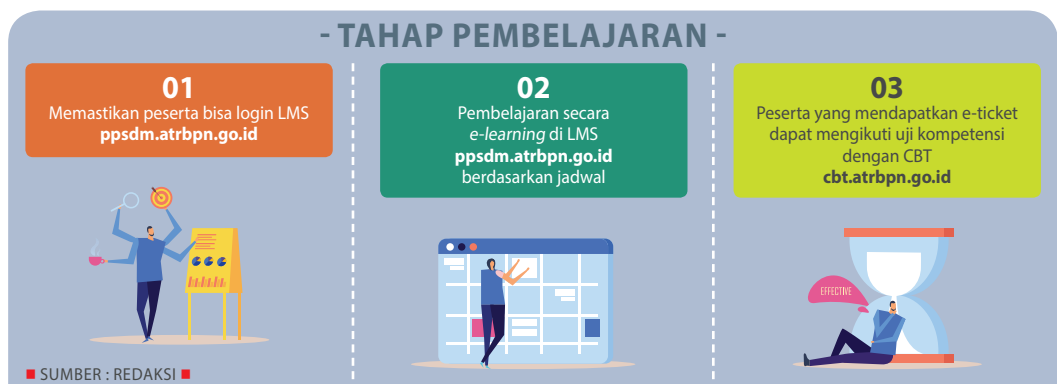 - TAHAP PEMBELAJARAN -
01
Memastikan peserta bisa login LMS
ppsdm.atrbpn.go.id
02
Pembelajaran secara
e-learning di LMS
ppsdm.atrbpn.go.id
berdasarkan jadwal
03
Peserta yang mendapatkan e-ticket
dapat mengikuti uji kompetensi
dengan CBT
cbt.atrbpn.go.id
EFFECTIVE
SUMBER : REDAKSI